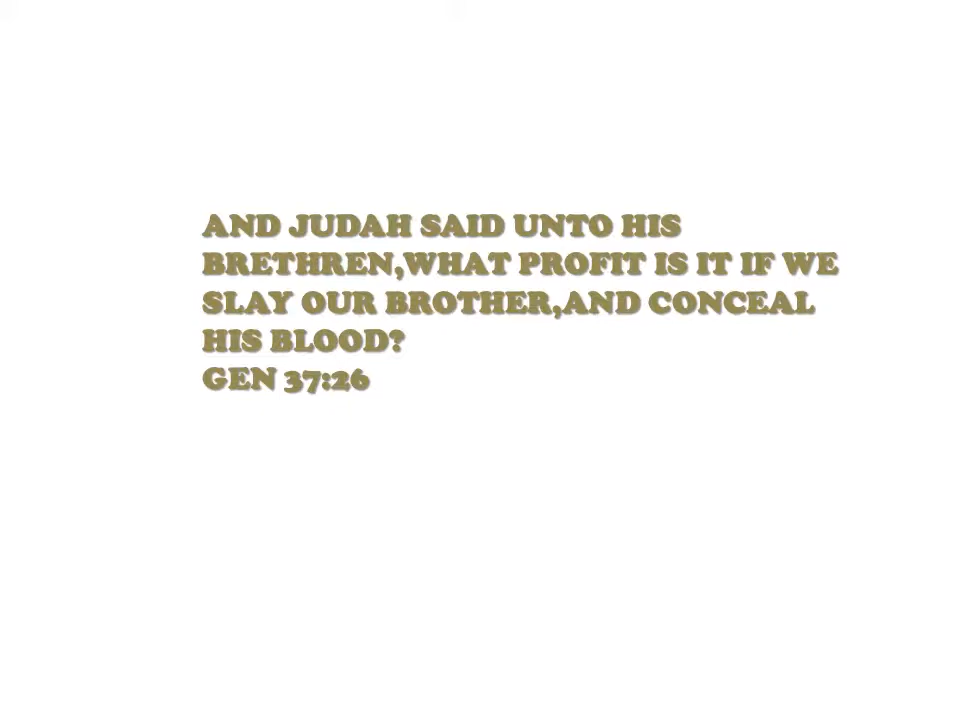 AND JUDAH SAID UNTO HIS
BRETHREN,WHAT PROFIT IS IT IF WE
SLAY OUR BROTHER,AND CONCEAL
HIS BLOOD?
GEN 37:26